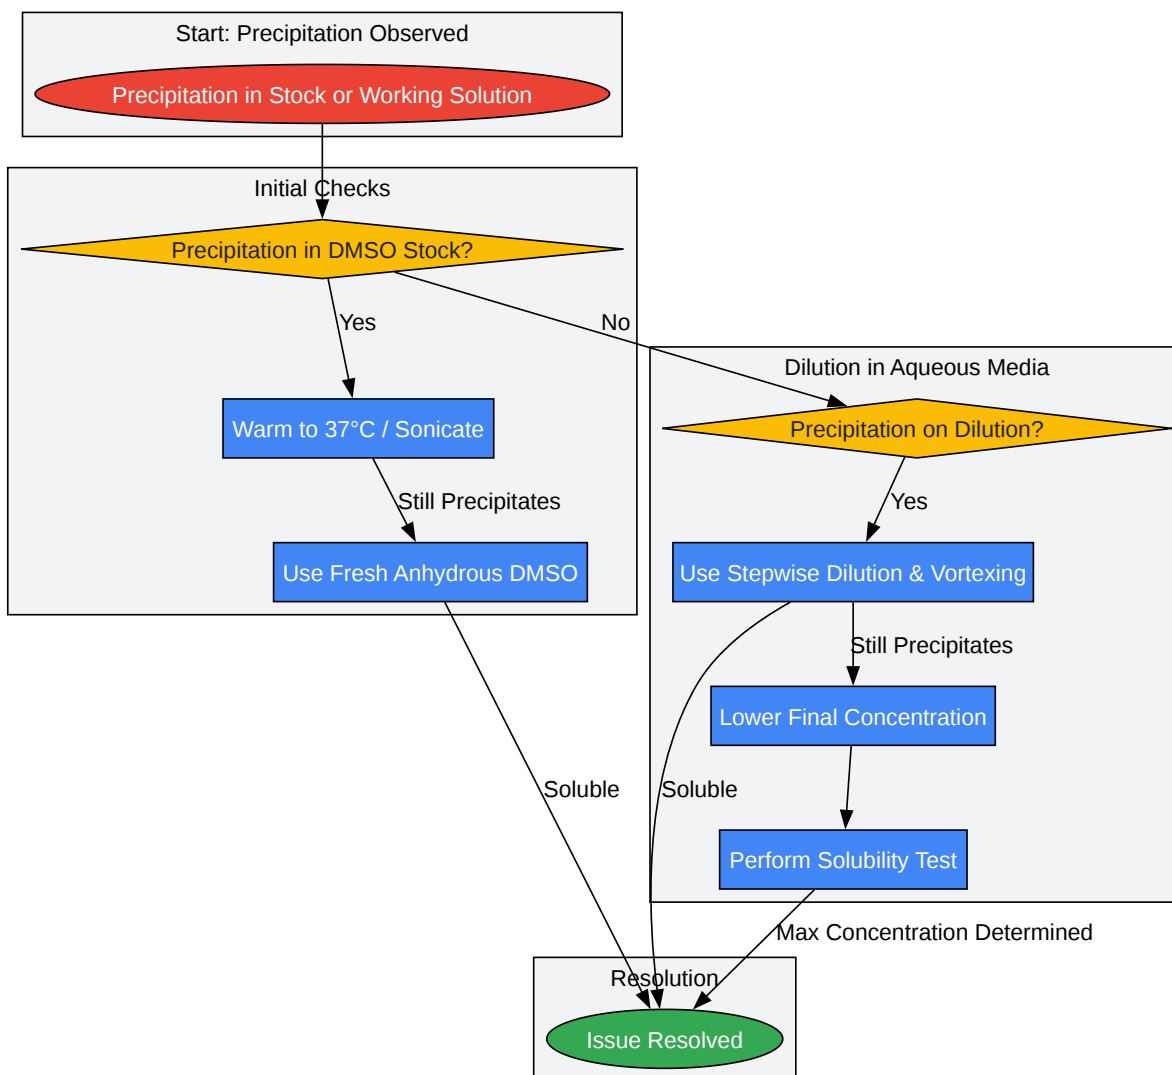 Start: Precipitation Observed
Precipitation in Stock or Working Solution
Initial Checks
Precipitation in DMSO Stock?
Yes
No
Warm to 37°C / Sonicate
Still Precipitates
Use Fresh Anhydrous DMSO
Dilution in Aqueous Media
Precipitation on Dilution?
Yes
Use Stepwise Dilution & Vortexing
Still Precipitates
Lower Final Concentration
Soluble
Soluble
Perform Solubility Test
Max Concentration Determined
Resolution
Issue Resolved